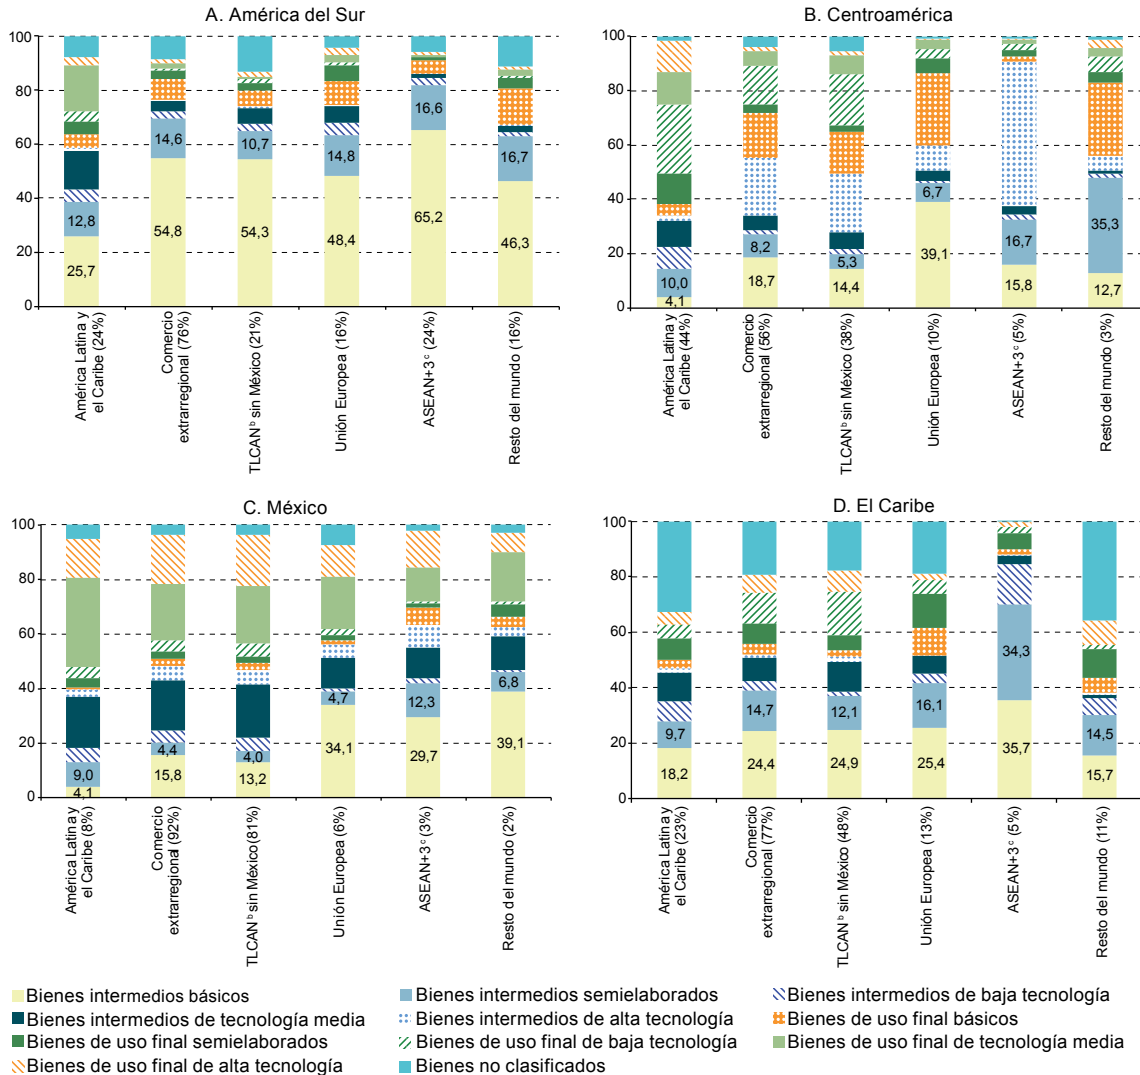 A. América del Sur
100
80
60
40
20
0
25,7
12,8
54,8
14,6
54,3
10,7
48,4
14,8
65,2
16,6
46,3
16,7
América Latina y
el Caribe (24%)
Comercio
extrarregional (76%)
TLCANᵇ sin México (21%)
Unión Europea (16%)
ASEAN+3ᶜ (24%)
Resto del mundo (16%)
B. Centroamérica
100
80
60
40
20
0
4,1
10,0
18,7
8,2
14,4
5,3
39,1
6,7
15,8
16,7
12,7
35,3
América Latina y
el Caribe (44%)
Comercio
extrarregional (56%)
TLCANᵇ sin México (38%)
Unión Europea (10%)
ASEAN+3ᶜ (5%)
Resto del mundo (3%)
C. México
100
80
60
40
20
0
4,1
9,0
15,8
4,4
13,2
4,0
34,1
4,7
29,7
12,3
39,1
6,8
América Latina y
el Caribe (8%)
Comercio
extrarregional (92%)
TLCANᵇ sin México (81%)
Unión Europea (6%)
ASEAN+3ᶜ (3%)
Resto del mundo (2%)
D. El Caribe
100
80
60
40
20
0
18,2
9,7
24,4
14,7
24,9
12,1
25,4
16,1
35,7
34,3
15,7
14,5
América Latina y
el Caribe (23%)
Comercio
extrarregional (77%)
TLCANᵇ sin México (48%)
Unión Europea (13%)
ASEAN+3ᶜ (5%)
Resto del mundo (11%)
Bienes intermedios básicos
Bienes intermedios semielaborados
Bienes intermedios de baja tecnología
Bienes intermedios de tecnología media
Bienes intermedios de alta tecnología
Bienes de uso final básicos
Bienes de uso final semielaborados
Bienes de uso final de baja tecnología
Bienes de uso final de tecnología media
Bienes de uso final de alta tecnología
Bienes no clasificados